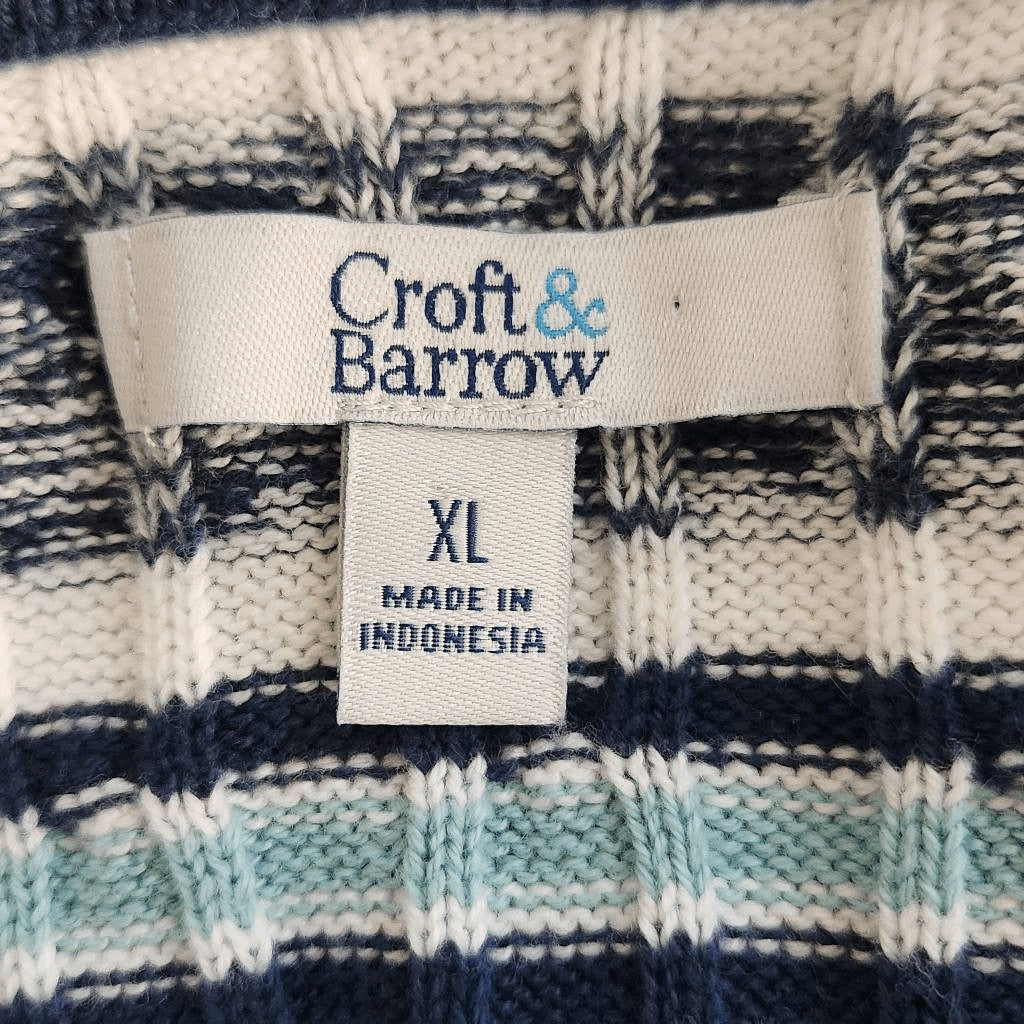 Croft &
Barrow
XL
MADE IN
INDONESIA